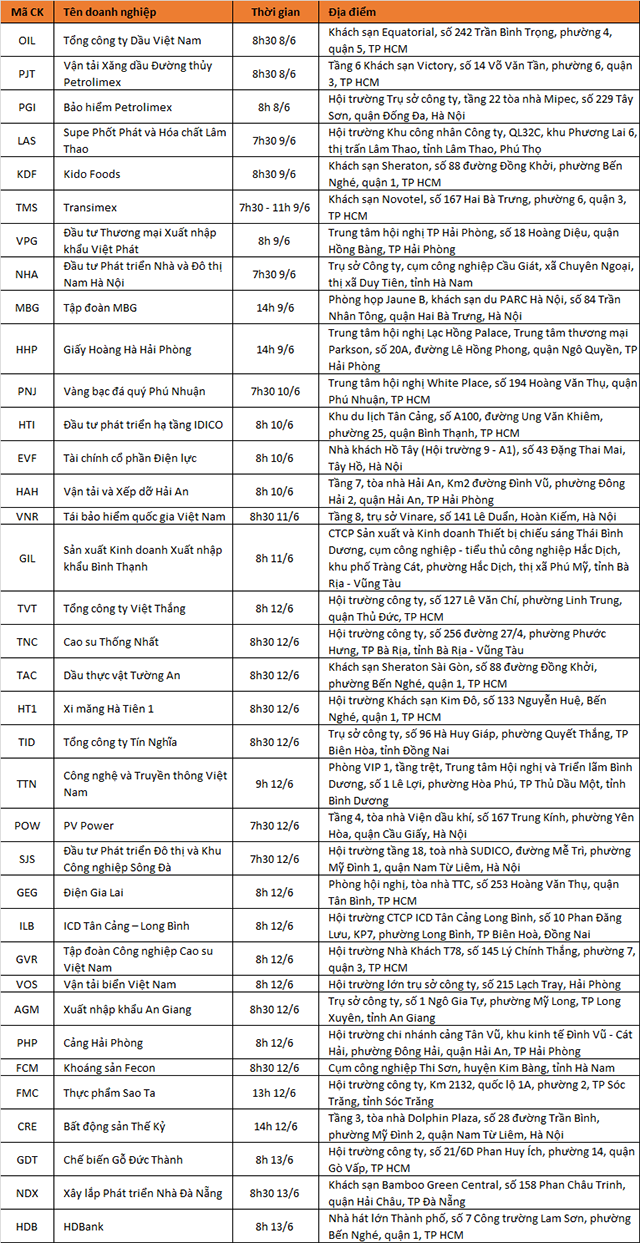 Mã CK Tên doanh nghiệp Thời gian Địa điểm
OIL Tổng công ty Dầu Việt Nam 8h30 8/6 Khách sạn Equatorial, số 242 Trần Bình Trọng, phường 4,
quận 5, TP HCM
PJT Vận tải Xăng dầu Đường thủy
Petrolimex 8h30 8/6 Tầng 6 Khách sạn Victory, số 14 Võ Văn Tần, phường 6, quận
3, TP HCM
PGI Bảo hiểm Petrolimex 8h 8/6 Hội trường Trụ sở công ty, tầng 22 tòa nhà Mipec, số 229 Tây
Sơn, quận Đống Đa, Hà Nội
LAS Supe Phốt Phát và Hóa chất Lâm
Thao 7h30 9/6 Hội trường Khu công nhân Công ty, QL32C, khu Phương Lai 6,
thị trấn Lâm Thao, tỉnh Lâm Thao, Phú Thọ
KDF Kido Foods 8h30 9/6 Khách sạn Sheraton, số 88 đường Đồng Khởi, phường Bến
Nghé, quận 1, TP HCM
TMS Transimex 7h30 - 11h 9/6 Khách sạn Novotel, số 167 Hai Bà Trưng, phường 6, quận 3,
TP HCM
VPG Đầu tư Thương mại Xuất nhập
khẩu Việt Phát 8h 9/6 Trung tâm hội nghị TP Hải Phòng, số 18 Hoàng Diệu, quận
Hồng Bàng, TP Hải Phòng
NHA Đầu tư Phát triển Nhà và Đô thị
Nam Hà Nội 7h30 9/6 Trụ sở Công ty, cụm công nghiệp Cầu Giát, xã Chuyên Ngoại,
thị xã Duy Tiên, tỉnh Hà Nam
MBG Tập đoàn MBG 14h 9/6 Phòng họp Jaune B, khách sạn du PARC Hà Nội, số 84 Trần
Nhân Tông, quận Hai Bà Trưng, Hà Nội
HHP Giấy Hoàng Hà Hải Phòng 14h 9/6 Trung tâm hội nghị Lạc Hồng Palace, Trung tâm thương mại
Parkson, số 20A, đường Lê Hồng Phong, quận Ngô Quyền, TP
Hải Phòng
PNJ Vàng bạc đá quý Phú Nhuận 7h30 10/6 Trung tâm hội nghị White Place, số 194 Hoàng Văn Thụ, quận
Phú Nhuận, TP HCM
HTI Đầu tư phát triển hạ tầng IDICO 8h 10/6 Khu du lịch Tân Cảng, số A100, đường Ung Văn Khiêm,
phường 25, quận Bình Thạnh, TP HCM
EVF Tài chính cổ phần Điện lực 8h 10/6 Nhà khách Hồ Tây (Hội trường 9 - A1), số 43 Đặng Thai Mai,
Tây Hồ, Hà Nội
HAH Vận tải và Xếp dỡ Hải An 8h 10/6 Tầng 7, tòa nhà Hải An, Km2 đường Đình Vũ, phường Đông
Hải 2, quận Hải An, TP Hải Phòng
VNR Tái bảo hiểm quốc gia Việt Nam 8h30 11/6 Tầng 8, trụ sở Vinare, số 141 Lê Duẩn, Hoàn Kiếm, Hà Nội
GIL Sản xuất Kinh doanh Xuất nhập
khẩu Bình Thạnh 8h 11/6 CTCP Sản xuất và Kinh doanh Thiết bị chiếu sáng Thái Bình
Dương, cụm công nghiệp - tiểu thủ công nghiệp Hắc Dịch,
khu phố Trảng Cát, phường Hắc Dịch, thị xã Phú Mỹ, tỉnh Bà
Rịa - Vũng Tàu
TVT Tổng công ty Việt Thắng 8h 12/6 Hội trường công ty, số 127 Lê Văn Chí, phường Linh Trung,
quận Thủ Đức, TP HCM
TNC Cao su Thống Nhất 8h30 12/6 Hội trường công ty, số 256 đường 27/4, phường Phước
Hưng, TP Bà Rịa, tỉnh Bà Rịa - Vũng Tàu
TAC Dầu thực vật Tường An 8h30 12/6 Khách sạn Sheraton Sài Gòn, số 88 đường Đồng Khởi,
phường Bến Nghé, quận 1, TP HCM
HT1 Xi măng Hà Tiên 1 8h30 12/6 Hội trường Khách sạn Kim Đô, số 133 Nguyễn Huệ, Bến
Nghé, quận 1, TP HCM
TID Tổng công ty Tín Nghĩa 8h30 12/6 Trụ sở công ty, số 96 Hà Huy Giáp, phường Quyết Thắng, TP
Biên Hòa, tỉnh Đồng Nai
TTN Công nghệ và Truyền thông Việt
Nam 9h 12/6 Phòng VIP 1, tầng trệt, Trung tâm Hội nghị và Triển lãm Bình
Dương, số 1 Lê Lợi, phường Hòa Phú, TP Thủ Dầu Một, tỉnh
Bình Dương
POW PV Power 7h30 12/6 Tầng 4, tòa nhà Viện dầu khí, số 167 Trung Kính, phường Yên
Hòa, quận Cầu Giấy, Hà Nội
SJS Đầu tư Phát triển Đô thị và Khu
Công nghiệp Sông Đà 7h30 12/6 Hội trường tầng 18, toà nhà SUDICO, đường Mễ Trì, phường
Mỹ Đình 1, quận Nam Từ Liêm, Hà Nội
GEG Điện Gia Lai 8h 12/6 Phòng hội nghị, tòa nhà TTC, số 253 Hoàng Văn Thụ, quận
Tân Bình, TP HCM
ILB ICD Tân Cảng – Long Bình 8h 12/6 Hội trường CTCP ICD Tân Cảng Long Bình, số 10 Phan Đăng
Lưu, KP7, phường Long Bình, TP Biên Hoà, Đồng Nai
GVR Tập đoàn Công nghiệp Cao su
Việt Nam 8h 12/6 Hội trường Nhà Khách T78, số 145 Lý Chính Thắng, phường 7,
quận 3, TP HCM
VOS Vận tải biển Việt Nam 8h 12/6 Hội trường lớn trụ sở công ty, số 215 Lạch Tray, Hải Phòng
AGM Xuất nhập khẩu An Giang 8h30 12/6 Trụ sở công ty, số 1 Ngô Gia Tự, phường Mỹ Long, TP Long
Xuyên, tỉnh An Giang
PHP Cảng Hải Phòng 8h 12/6 Hội trường chi nhánh cảng Tân Vũ, khu kinh tế Đình Vũ - Cát
Hải, phường Đông Hải, quận Hải An, TP Hải Phòng
FCM Khoáng sản Fecon 8h30 12/6 Cụm công nghiệp Thi Sơn, huyện Kim Bảng, tỉnh Hà Nam
FMC Thực phẩm Sao Ta 13h 12/6 Hội trường công ty, Km 2132, quốc lộ 1A, phường 2, TP Sóc
Trăng, tỉnh Sóc Trăng
CRE Bất động sản Thế Kỷ 14h 12/6 Tầng 3, tòa nhà Dolphin Plaza, số 28 đường Trần Bình,
phường Mỹ Đình 2, quận Nam Từ Liêm, Hà Nội
GDT Chế biến Gỗ Đức Thành 8h 13/6 Hội trường công ty, số 21/6D Phan Huy Ích, phường 14, quận
Gò Vấp, TP HCM
NDX Xây lắp Phát triển Nhà Đà Nẵng 8h30 13/6 Khách sạn Bamboo Green Central, số 158 Phan Châu Trinh,
quận Hải Châu, TP Đà Nẵng
HDB HDBank 8h 13/6 Nhà hát lớn Thành phố, số 7 Công trường Lam Sơn, phường
Bến Nghé, quận 1, TP HCM